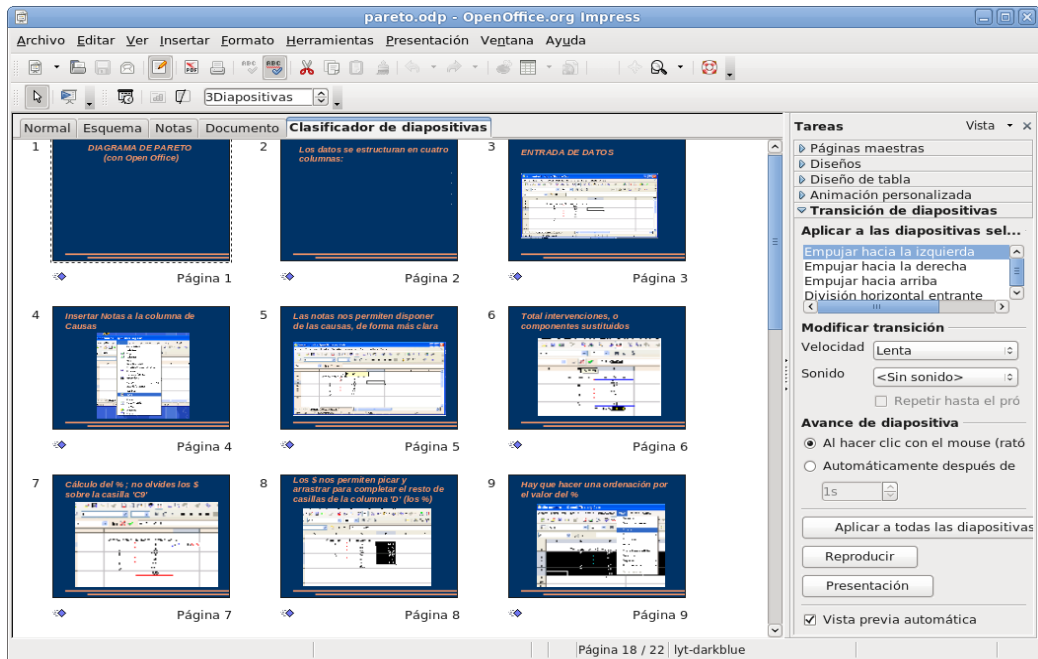 pareto.odp - OpenOffice.org Impress
Archivo Editar Ver Insertar Formato Herramientas Presentación Ventana Ayuda
3Diapositivas
Normal Esquema Notas Documento Clasificador de diapositivas
1
DIAGRAMA DE PARETO
(con Open Office)
Página 1
2
Los datos se estructuran en cuatro
columnas:
Página 2
3
ENTRADA DE DATOS
Página 3
4
Insertar Notas a la columna de
Causas
Página 4
5
Las notas nos permiten disponer
de las causas, de forma más clara
Página 5
6
Total intervenciones, o
componentes sustituidos
Página 6
7
Cálculo del % ; no olvides los $
sobre la casilla 'C9'
Página 7
8
Los $ nos permiten picar y
arrastrar para completar el resto de
casillas de la columna 'D' (los %)
Página 8
9
Hay que hacer una ordenación por
el valor del %
Página 9
Tareas Vista
Páginas maestras
Diseños
Diseño de tabla
Animación personalizada
Transición de diapositivas
Aplicar a las diapositivas sel...
Empujar hacia la izquierda
Empujar hacia la derecha
Empujar hacia arriba
División horizontal entrante
Modificar transición
Velocidad Lenta
Sonido <Sin sonido>
Repetir hasta el pró
Avance de diapositiva
Al hacer clic con el mouse (rató
Automáticamente después de
1s
Aplicar a todas las diapositivas
Reproducir
Presentación
Vista previa automática
Página 18 / 22 lyt-darkblue